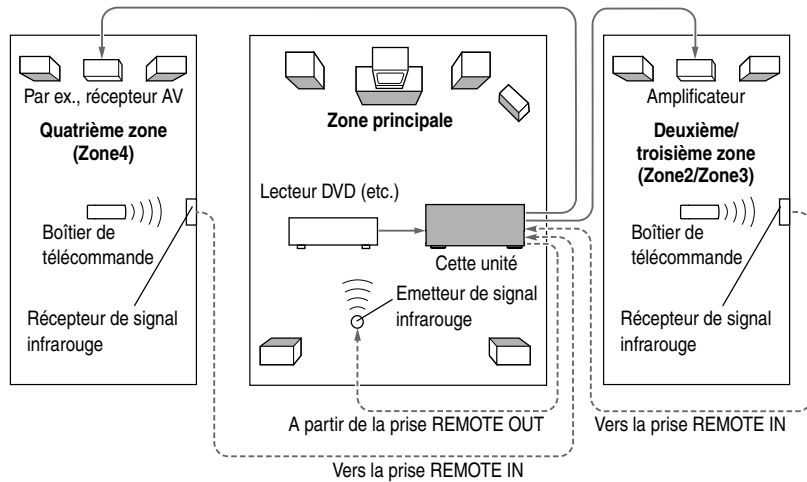 Par ex., récepteur AV
Quatrième zone
(Zone4)
Boîtier de
télécommande
Récepteur de signal
infrarouge
Zone principale
Lecteur DVD (etc.)
Cette unité
Emetteur de signal
infrarouge
A partir de la prise REMOTE OUT
Vers la prise REMOTE IN
Amplificateur
Deuxième/
troisième zone
(Zone2/Zone3)
Boîtier de
télécommande
Récepteur de signal
infrarouge
Vers la prise REMOTE IN